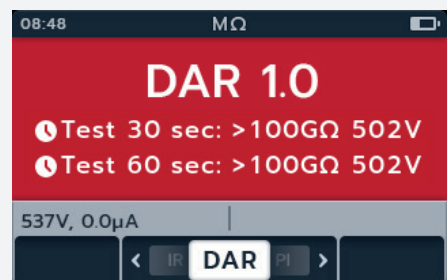 08:48 MΩ
DAR 1.0
Test 30 sec: >100GΩ 502V
Test 60 sec: >100GΩ 502V
537V, 0.0µA
< IR DAR PI >